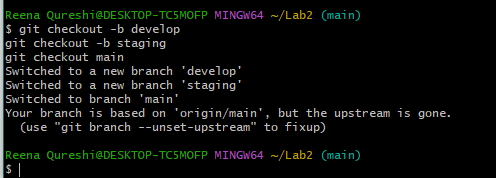 Reena Qureshi@DESKTOP-TC5MOFP MINGW64 ~/Lab2 (main)
$ git checkout -b develop
git checkout -b staging
git checkout main
Switched to a new branch 'develop'
Switched to a new branch 'staging'
Switched to branch 'main'
Your branch is based on 'origin/main', but the upstream is gone.
  (use "git branch --unset-upstream" to fixup)
Reena Qureshi@DESKTOP-TC5MOFP MINGW64 ~/Lab2 (main)
$